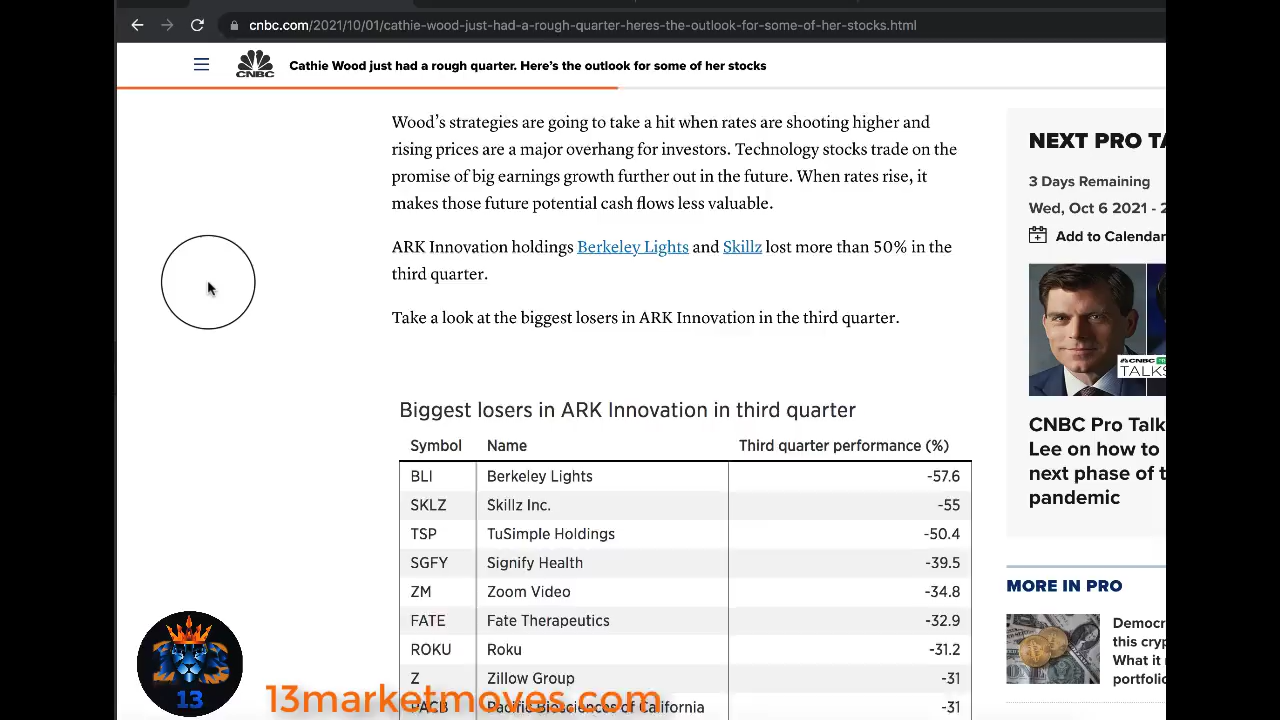 cnbc.com/2021/10/01/cathie-wood-just-had-a-rough-quarter-heres-the-outlook-for-some-of-her-stocks.html
CNBC
Cathie Wood just had a rough quarter. Here's the outlook for some of her stocks
Wood's strategies are going to take a hit when rates are shooting higher and
rising prices are a major overhang for investors. Technology stocks trade on the
promise of big earnings growth further out in the future. When rates rise, it
makes those future potential cash flows less valuable.
ARK Innovation holdings Berkeley Lights and Skillz lost more than 50% in the
third quarter.
Take a look at the biggest losers in ARK Innovation in the third quarter.
Biggest losers in ARK Innovation in third quarter
Symbol Name Third quarter performance (%)
BLI Berkeley Lights -57.6
SKLZ Skillz Inc. -55
TSP TuSimple Holdings -50.4
SGFY Signify Health -39.5
ZM Zoom Video -34.8
FATE Fate Therapeutics -32.9
ROKU Roku -31.2
Z Zillow Group -31
PACB Pacific Biosciences of California -31
NEXT PRO TA
3 Days Remaining
Wed, Oct 6 2021 - 2
Add to Calendar
CNBC PRO
TALKS
CNBC Pro Talk
Lee on how to
next phase of t
pandemic
MORE IN PRO
Democr
this cryp
What it
portfolio
13
13marketmoves.com